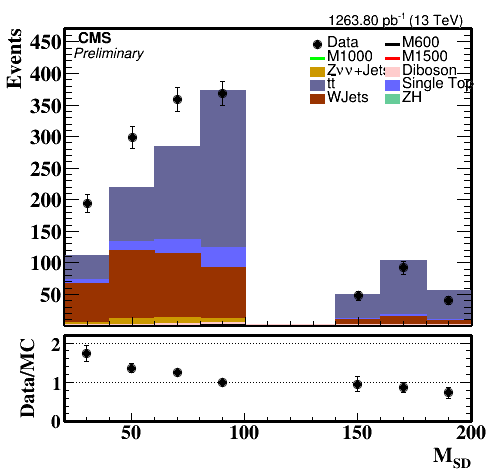 1263.80 pb⁻¹ (13 TeV)
Events
450
400
350
300
250
200
150
100
50
CMS
Preliminary
Data
M600
M1000
M1500
Zνν+Jets
Diboson
tt
Single Top
WJets
ZH
Data/MC
2
1
0
50
100
150
200
M_SD